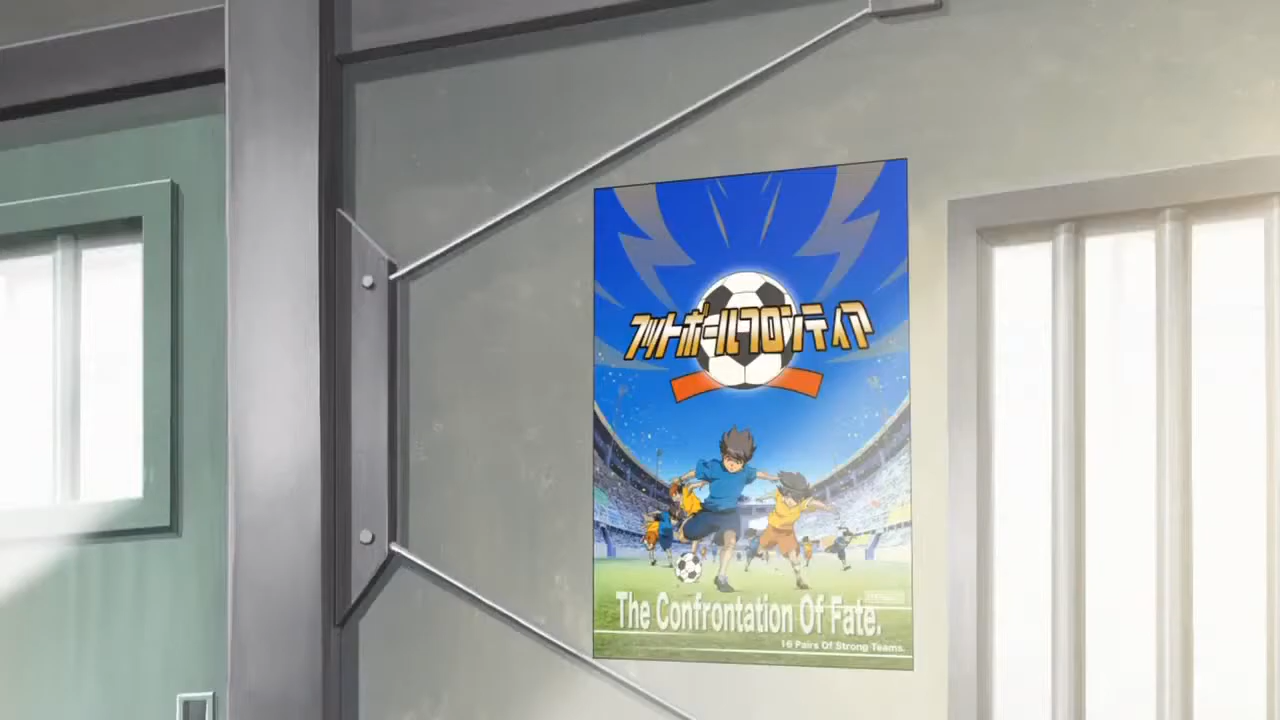 フットボールフロンティア
The Confrontation Of Fate.
16 Pairs Of Strong Teams.